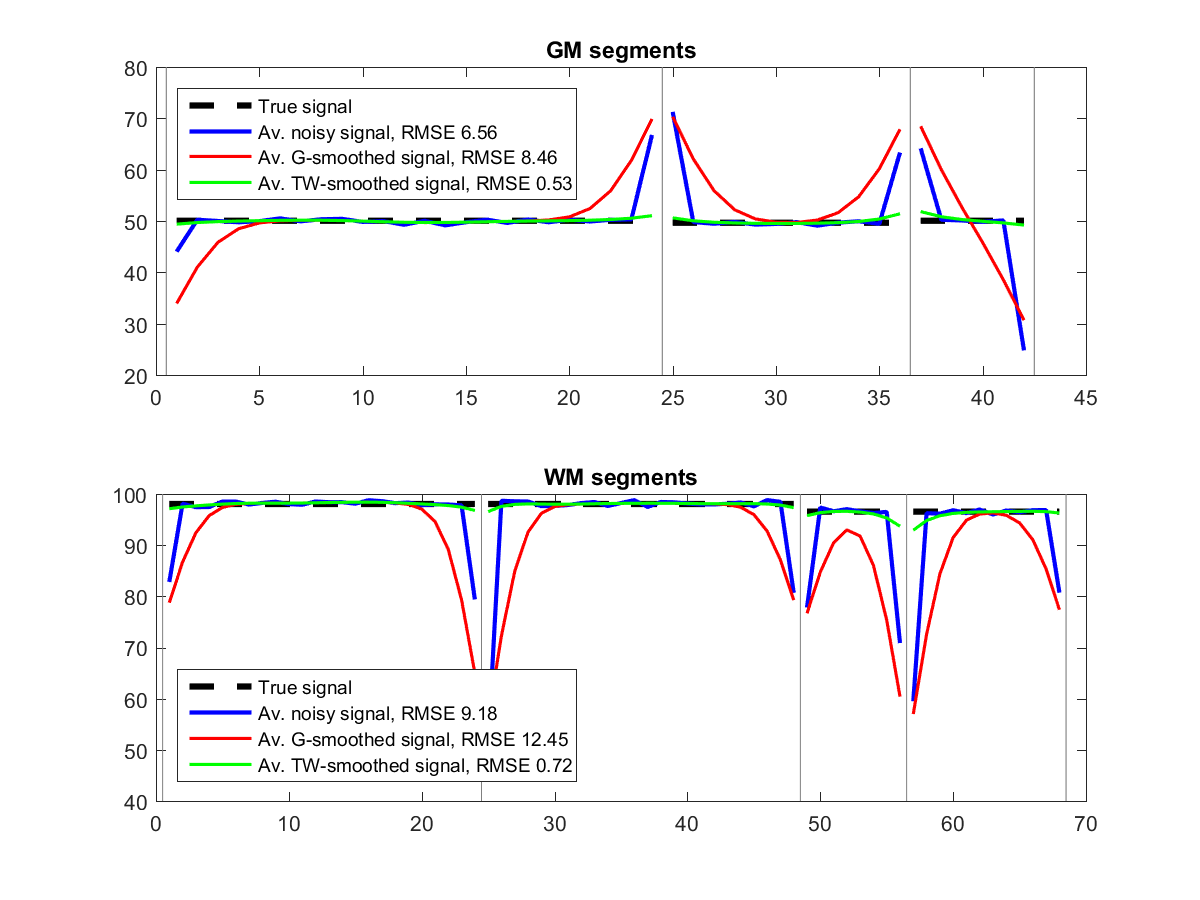 GM segments
80
70
60
50
40
30
20
True signal
Av. noisy signal, RMSE 6.56
Av. G-smoothed signal, RMSE 8.46
Av. TW-smoothed signal, RMSE 0.53
0 5 10 15 20 25 30 35 40 45
WM segments
100
90
80
70
60
50
40
True signal
Av. noisy signal, RMSE 9.18
Av. G-smoothed signal, RMSE 12.45
Av. TW-smoothed signal, RMSE 0.72
0 10 20 30 40 50 60 70